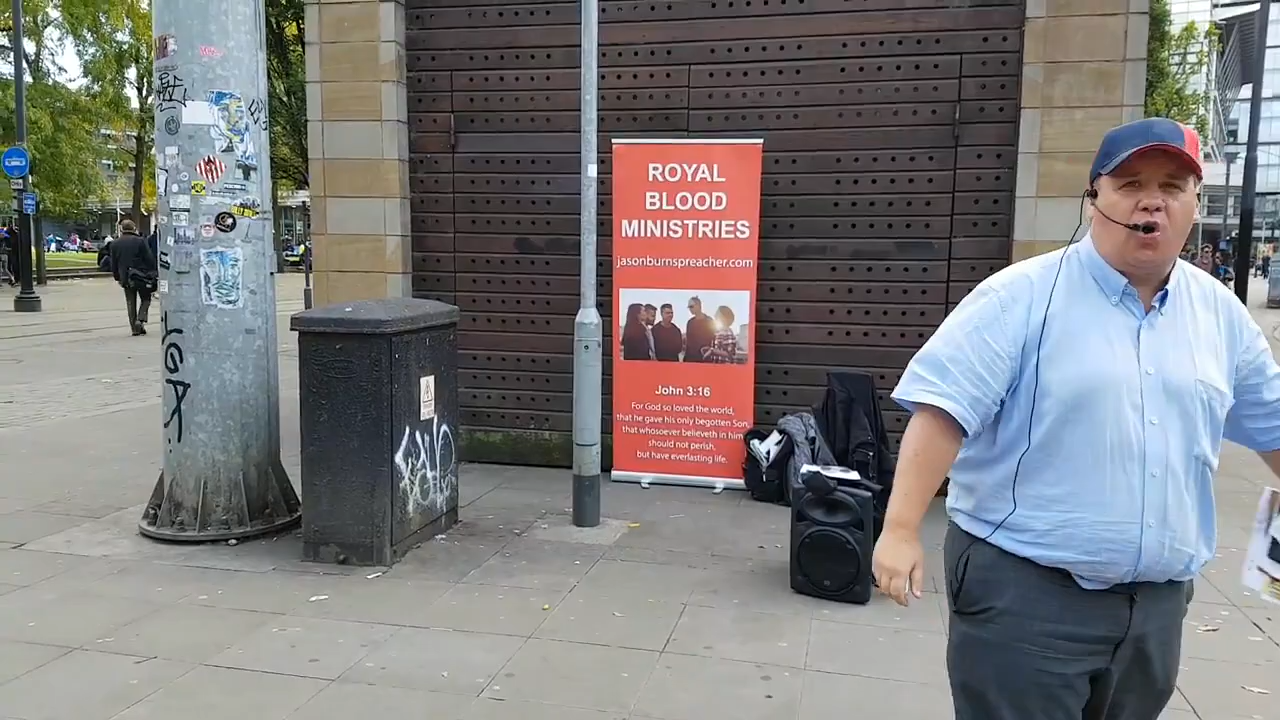 ROYAL
BLOOD
MINISTRIES
jasonburnspreacher.com
John 3:16
For God so loved the world,
that he gave his only begotten Son,
that whosoever believeth in him
should not perish,
but have everlasting life.